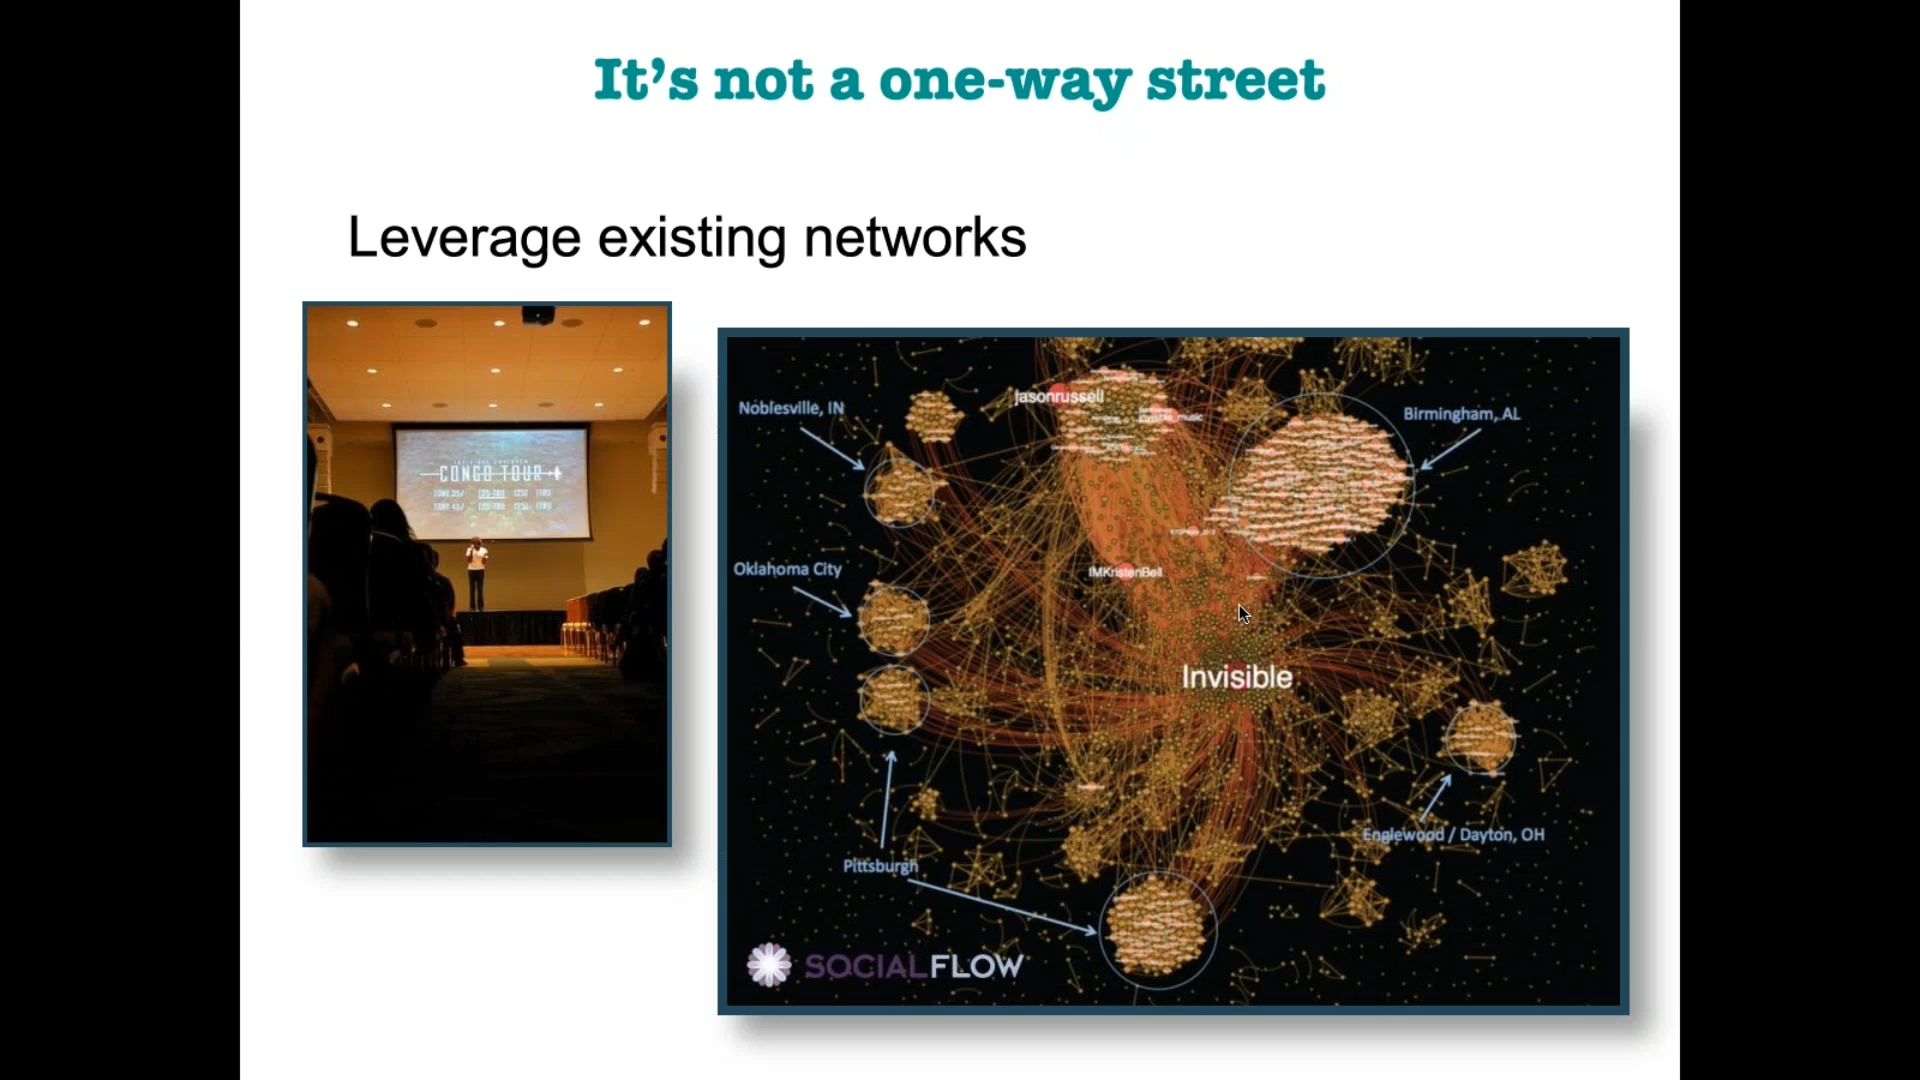 It’s not a one-way street
Leverage existing networks
CONGO TOUR
Noblesville, IN
jasonrussell
Birmingham, AL
Oklahoma City
IMKristenBell
Invisible
Englewood / Dayton, OH
Pittsburgh
SOCIALFLOW